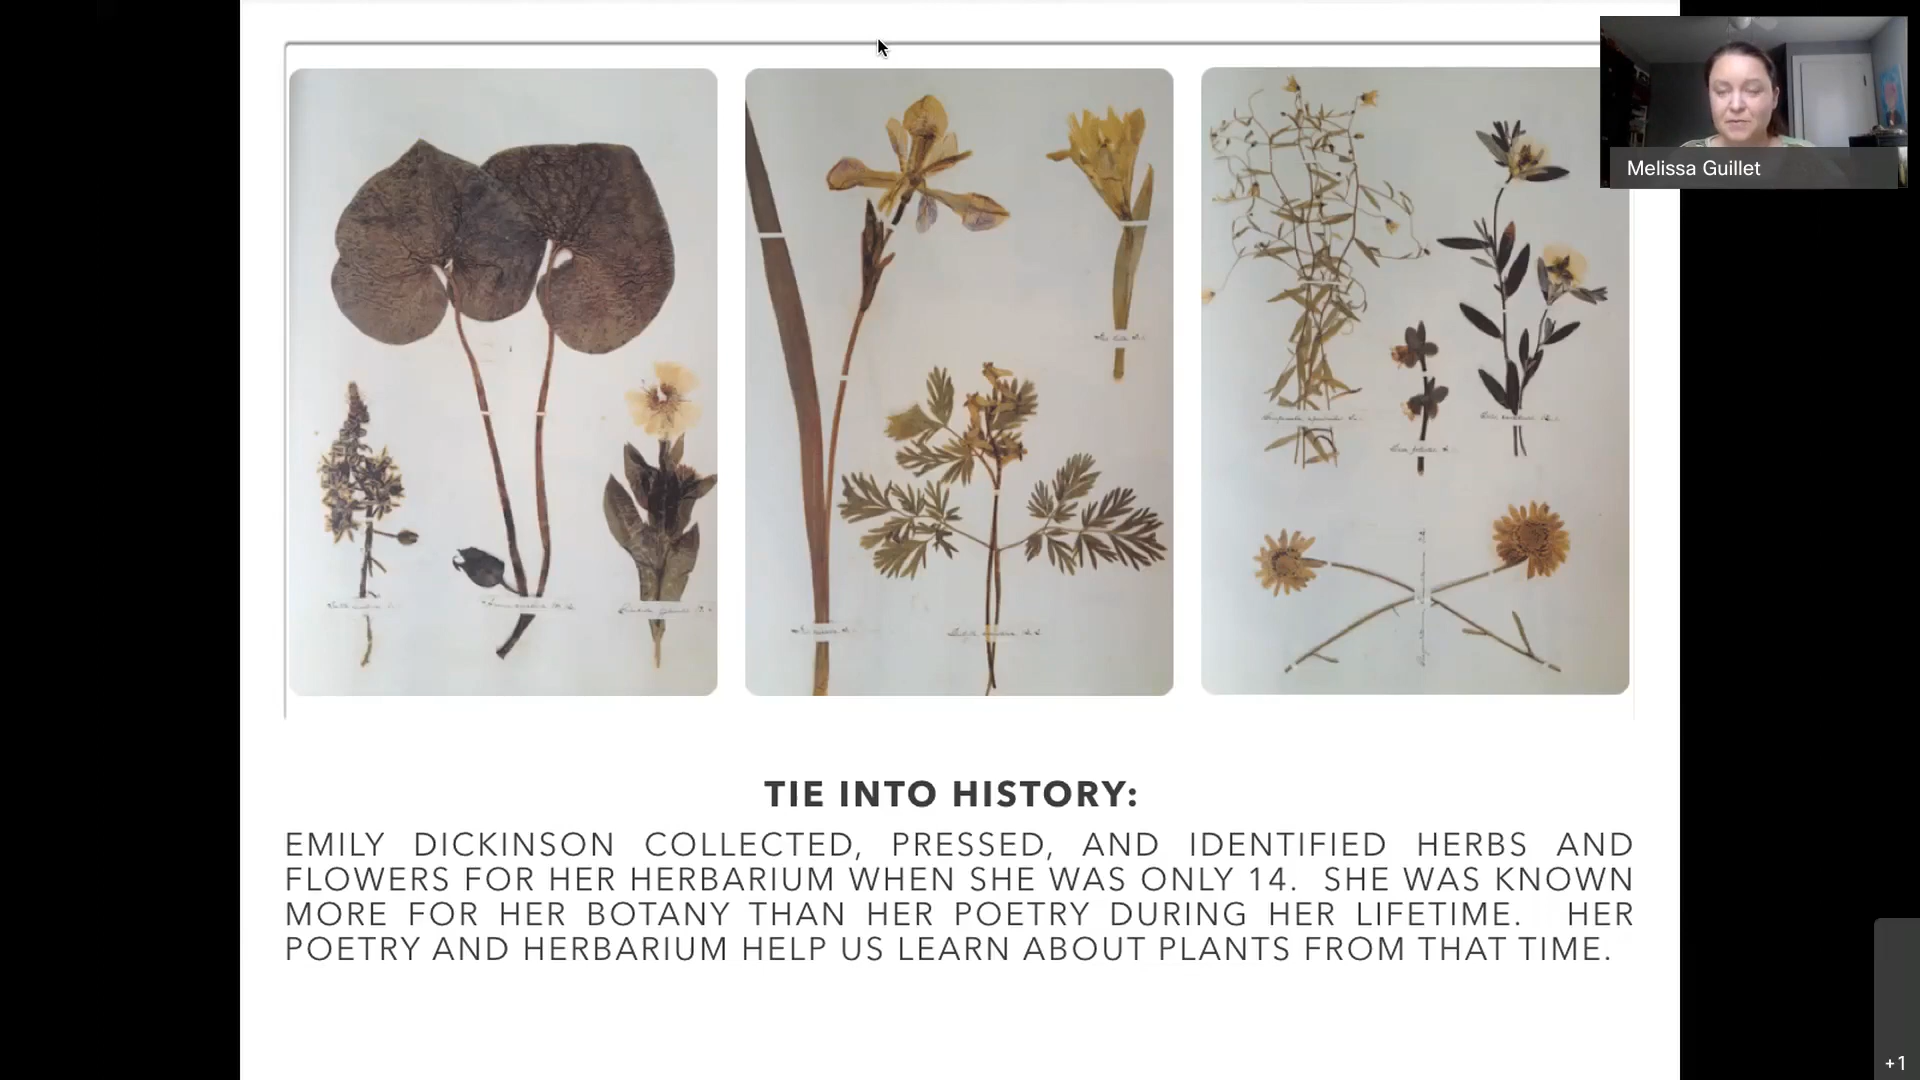 Melissa Guillet
TIE INTO HISTORY:
EMILY DICKINSON COLLECTED, PRESSED, AND IDENTIFIED HERBS AND
FLOWERS FOR HER HERBARIUM WHEN SHE WAS ONLY 14. SHE WAS KNOWN
MORE FOR HER BOTANY THAN HER POETRY DURING HER LIFETIME. HER
POETRY AND HERBARIUM HELP US LEARN ABOUT PLANTS FROM THAT TIME.
+1